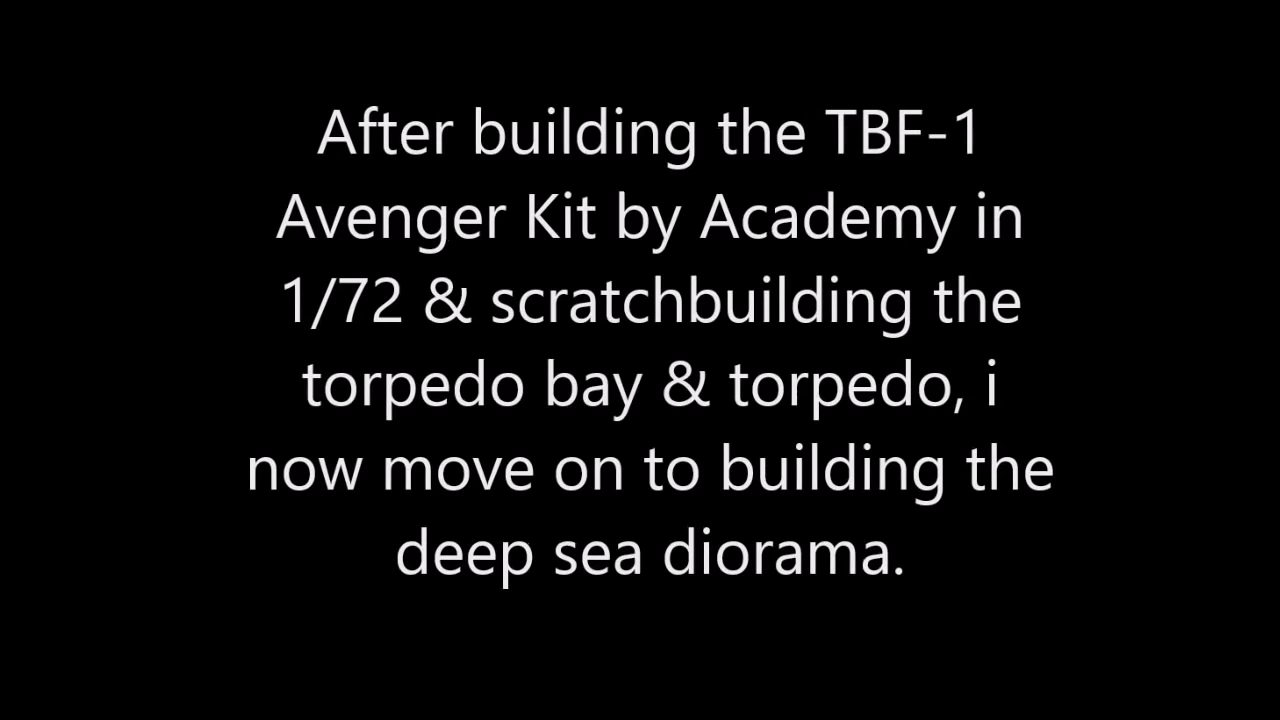 After building the TBF-1
Avenger Kit by Academy in
1/72 & scratchbuilding the
torpedo bay & torpedo, i
now move on to building the
deep sea diorama.